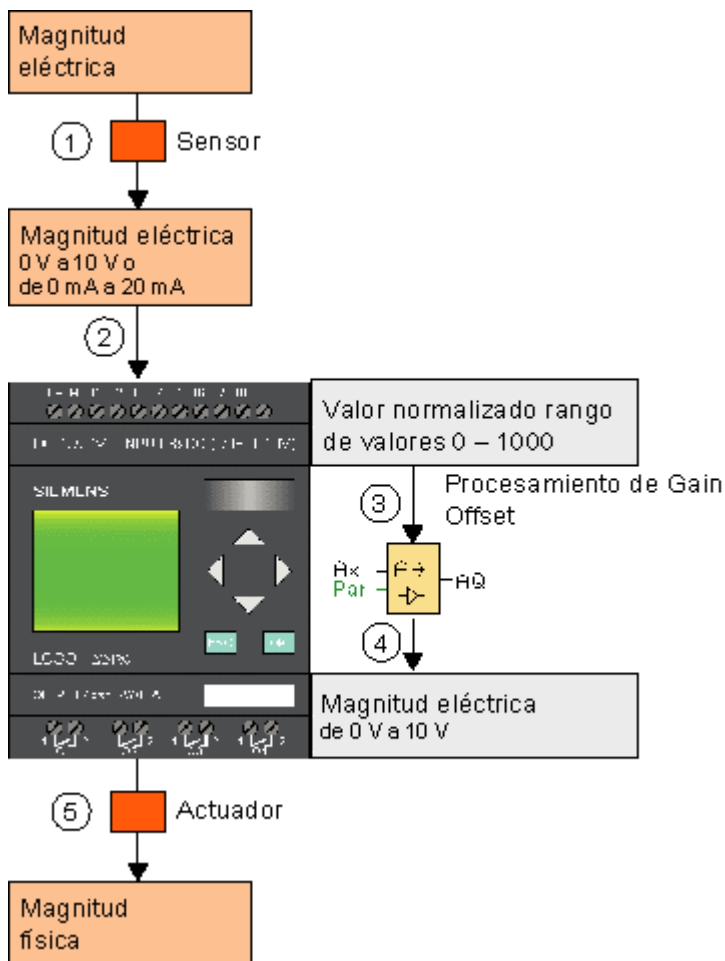 Magnitud
eléctrica
1
Sensor
Magnitud eléctrica
0 V a 10 V o
de 0 mA a 20 mA
2
Valor normalizado rango
de valores 0 – 1000
SIEMENS
3
Procesamiento de Gain
Offset
Ax
Par
A→
AQ
ESC
OK
4
Magnitud eléctrica
de 0 V a 10 V
5
Actuador
Magnitud
física